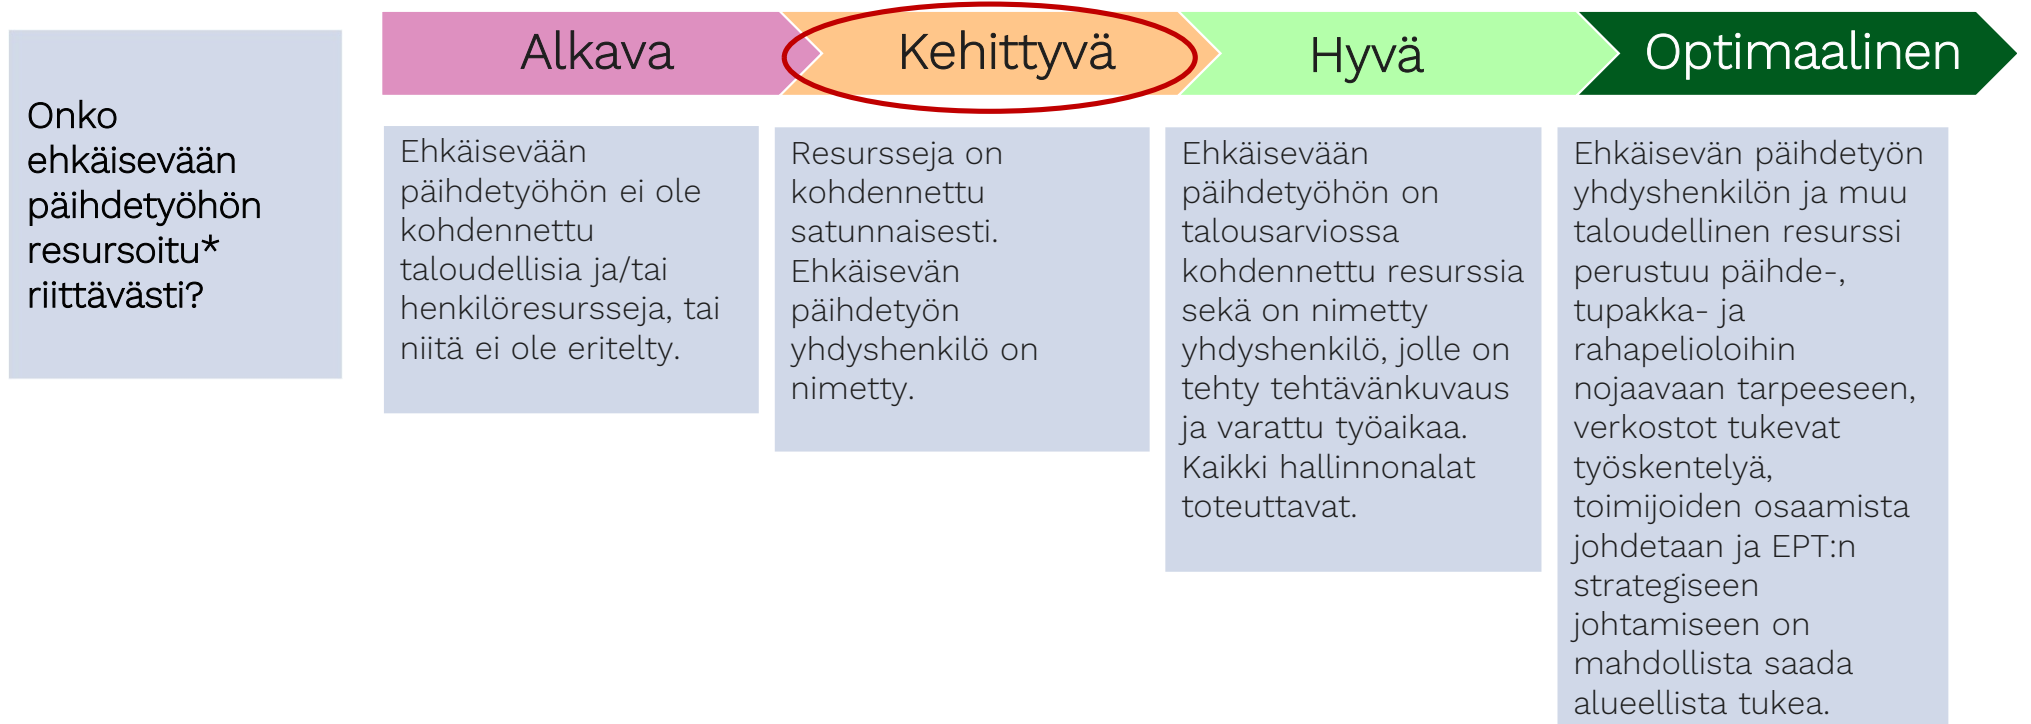 Onko
ehkäisevään
päihdetyöhön
resursoitu*
riittävästi?
Alkava
Kehittyvä
Hyvä
Optimaalinen
Ehkäisevään
päihdetyöhön ei ole
kohdennettu
taloudellisia ja/tai
henkilöresursseja, tai
niitä ei ole eritelty.
Resursseja on
kohdennettu
satunnaisesti.
Ehkäisevän
päihdetyön
yhdyshenkilö on
nimetty.
Ehkäisevään
päihdetyöhön on
talousarviossa
kohdennettu resurssia
sekä on nimetty
yhdyshenkilö, jolle on
tehty tehtävänkuvaus
ja varattu työaikaa.
Kaikki hallinnonalat
toteuttavat.
Ehkäisevän päihdetyön
yhdyshenkilön ja muu
taloudellinen resurssi
perustuu päihde-,
tupakka- ja
rahapelioloihin
nojaavaan tarpeeseen,
verkostot tukevat
työskentelyä,
toimijoiden osaamista
johdetaan ja EPT:n
strategiseen
johtamiseen on
mahdollista saada
alueellista tukea.